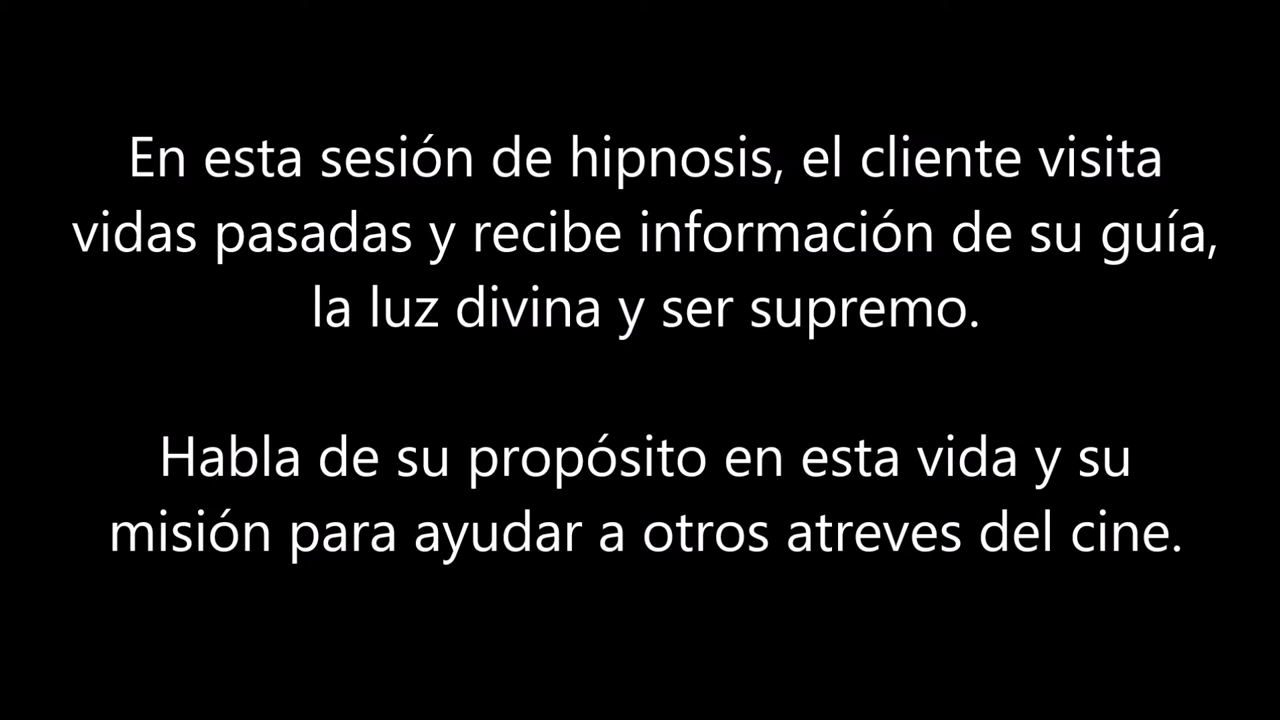 En esta sesión de hipnosis, el cliente visita
vidas pasadas y recibe información de su guía,
la luz divina y ser supremo.
Habla de su propósito en esta vida y su
misión para ayudar a otros atreves del cine.